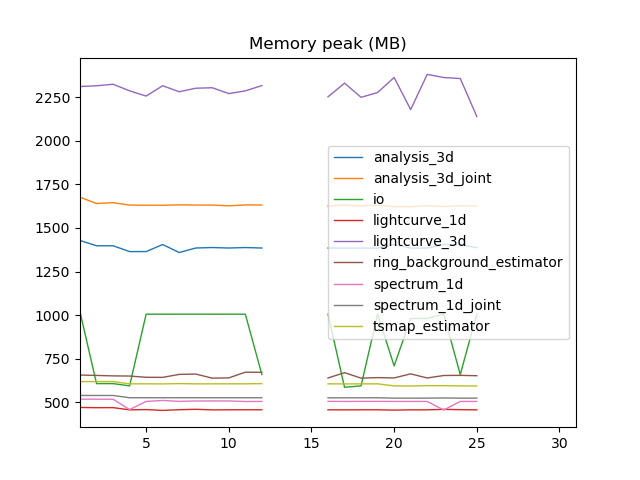 Memory peak (MB)
2250
2000
1750
1500
1250
1000
750
500
analysis_3d
analysis_3d_joint
io
lightcurve_1d
lightcurve_3d
ring_background_estimator
spectrum_1d
spectrum_1d_joint
tsmap_estimator
5 10 15 20 25 30